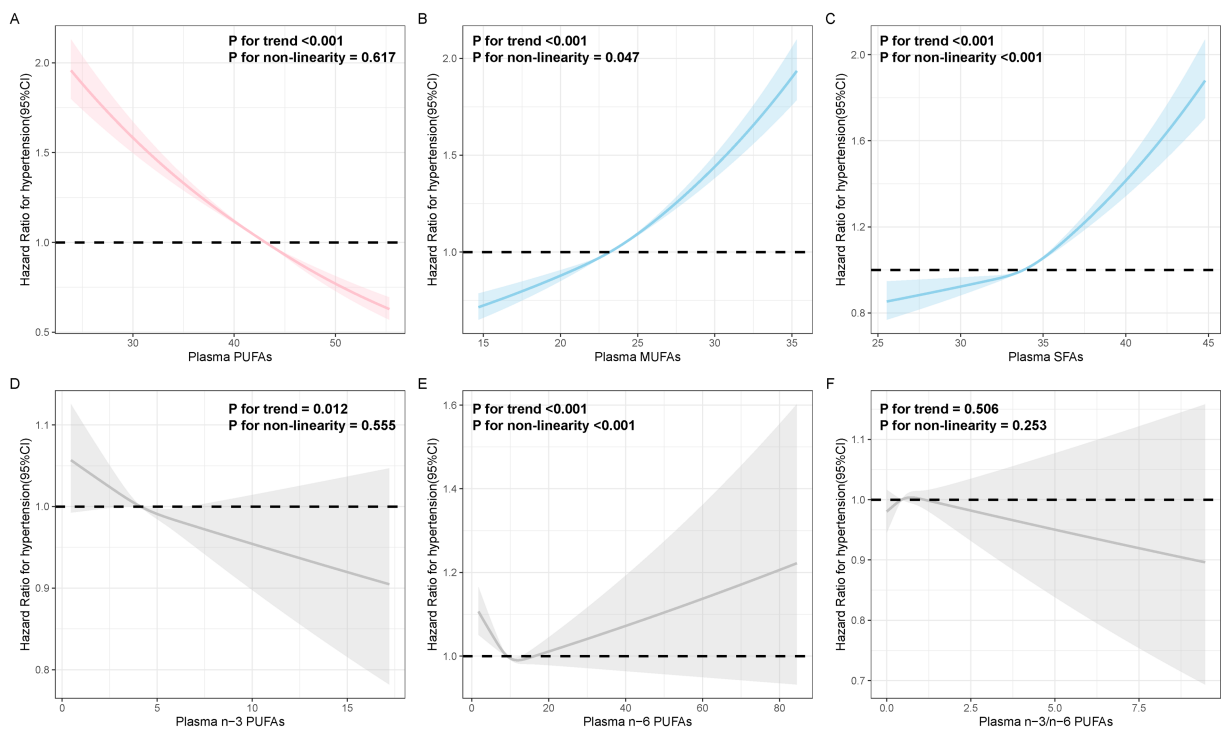 A
P for trend <0.001
P for non-linearity = 0.617
Hazard Ratio for hypertension(95%CI)
2.0
1.5
1.0
0.5
30
40
50
Plasma PUFAs
B
P for trend <0.001
P for non-linearity = 0.047
Hazard Ratio for hypertension(95%CI)
2.0
1.5
1.0
15
20
25
30
35
Plasma MUFAs
C
P for trend <0.001
P for non-linearity <0.001
Hazard Ratio for hypertension(95%CI)
2.0
1.6
1.2
0.8
25
30
35
40
45
Plasma SFAs
D
P for trend = 0.012
P for non-linearity = 0.555
Hazard Ratio for hypertension(95%CI)
1.1
1.0
0.9
0.8
0
5
10
15
Plasma n−3 PUFAs
E
P for trend <0.001
P for non-linearity <0.001
Hazard Ratio for hypertension(95%CI)
1.6
1.4
1.2
1.0
0
20
40
60
80
Plasma n−6 PUFAs
F
P for trend = 0.506
P for non-linearity = 0.253
Hazard Ratio for hypertension(95%CI)
1.1
1.0
0.9
0.8
0.7
0.0
2.5
5.0
7.5
Plasma n−3/n−6 PUFAs